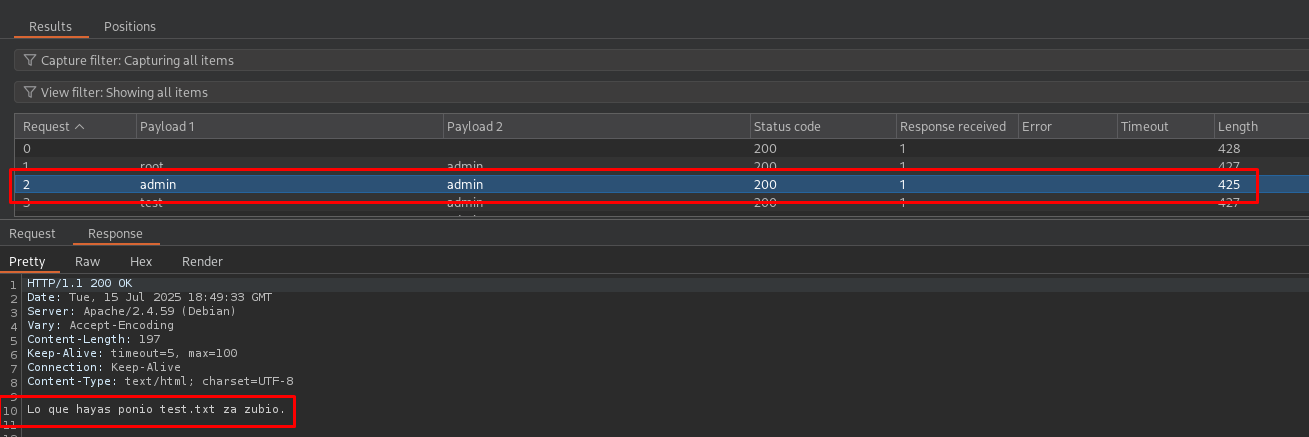 Results Positions
Capture filter: Capturing all items
View filter: Showing all items
Request Payload 1 Payload 2 Status code Response received Error Timeout Length
0 200 1 428
1 root admin 200 1 427
2 admin admin 200 1 425
3 test admin 200 1 427
Request Response
Pretty Raw Hex Render
1 HTTP/1.1 200 OK
2 Date: Tue, 15 Jul 2025 18:49:33 GMT
3 Server: Apache/2.4.59 (Debian)
4 Vary: Accept-Encoding
5 Content-Length: 197
6 Keep-Alive: timeout=5, max=100
7 Connection: Keep-Alive
8 Content-Type: text/html; charset=UTF-8
9
10 Lo que hayas ponio test.txt za zubio.
11